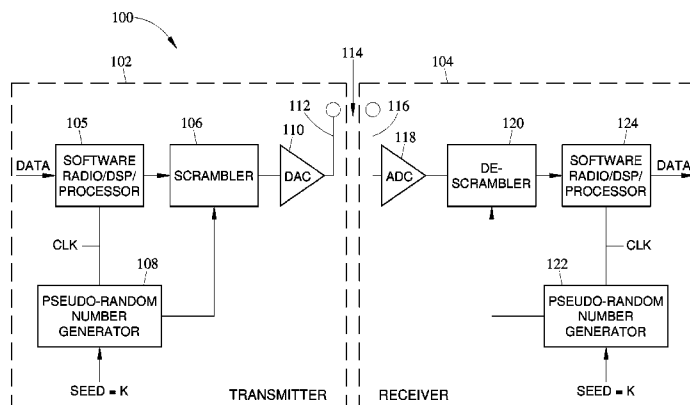 100
102
114
104
105
106
110
112
116
118
120
124
DATA
SOFTWARE
RADIO/DSP/
PROCESSOR
SCRAMBLER
DAC
ADC
DE-
SCRAMBLER
SOFTWARE
RADIO/DSP/
PROCESSOR
DATA
CLK
CLK
108
122
PSEUDO-RANDOM
NUMBER
GENERATOR
PSEUDO-RANDOM
NUMBER
GENERATOR
SEED = K
TRANSMITTER
RECEIVER
SEED = K